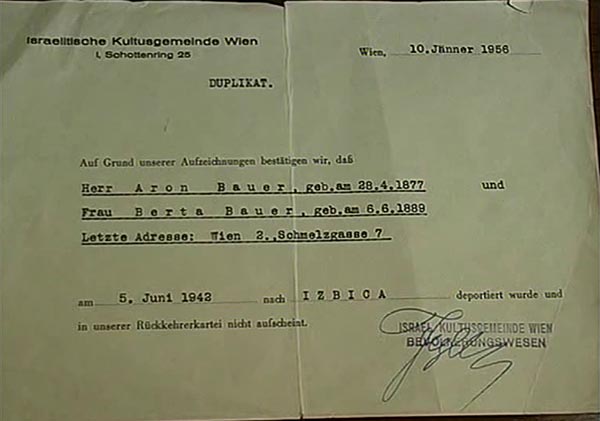 Israelitische Kultusgemeinde Wien
I, Schottenring 25
Wien, 10.Jänner 1956
DUPLIKAT.
Auf Grund unserer Aufzeichnungen bestätigen wir, daß
Herr Aron Bauer, geb.am 28.4.1877 und
Frau Berta Bauer, geb.am 6.6.1889
Letzte Adresse: Wien 2.,Schmelzgasse 7
am 5. Juni 1942 nach IZBICA deportiert wurde und
in unserer Rückkehrerkartei nicht aufscheint.
ISRAEL. KULTUSGEMEINDE WIEN
BEVÖLKERUNGSWESEN